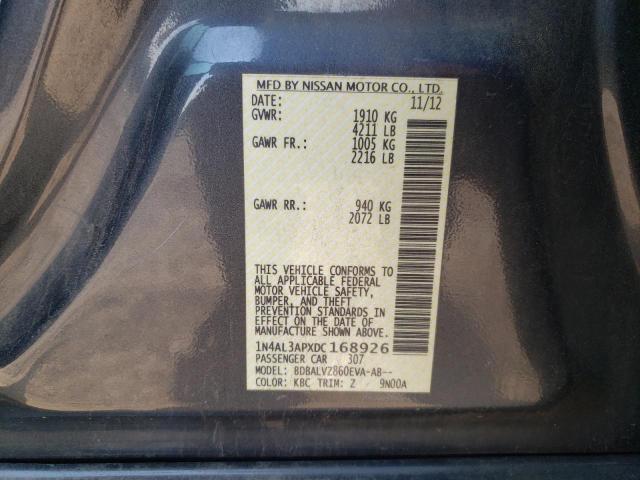 MFD BY NISSAN MOTOR CO., LTD.
DATE: 11/12
GVWR: 1910 KG
4211 LB
GAWR FR.: 1005 KG
2216 LB
GAWR RR.: 940 KG
2072 LB
THIS VEHICLE CONFORMS TO
ALL APPLICABLE FEDERAL
MOTOR VEHICLE SAFETY,
BUMPER, AND THEFT
PREVENTION STANDARDS IN
EFFECT ON THE DATE OF
MANUFACTURE SHOWN ABOVE.
1N4AL3APXDC168926
PASSENGER CAR 307
MODEL: BDBALVZ860EVA-AB--
COLOR: KBC TRIM: Z 9N00A